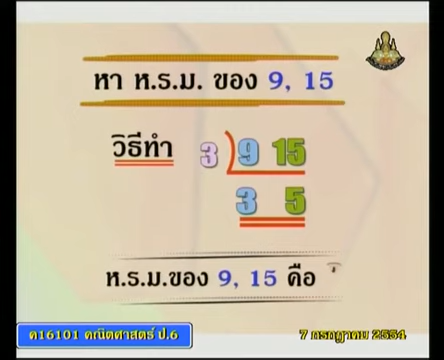 หา ห.ร.ม. ของ 9, 15
วิธีทำ 3 9 15
3 5
ห.ร.ม.ของ 9, 15 คือ
ค16101 คณิตศาสตร์ ป.6
7 กรกฎาคม 2554